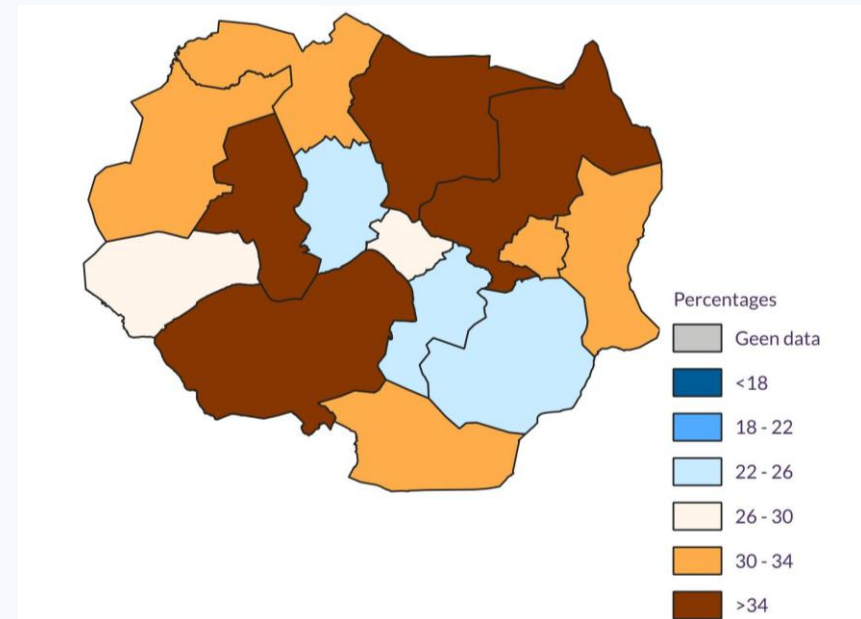 Percentages
Geen data
<18
18 - 22
22 - 26
26 - 30
30 - 34
>34